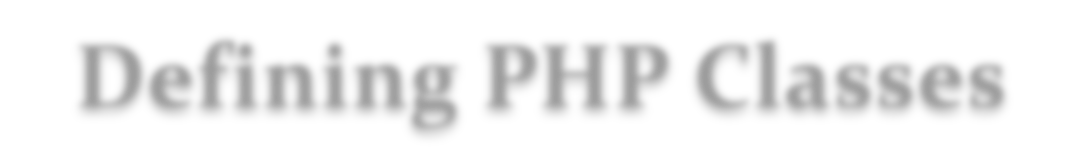 Defining PHP Classes